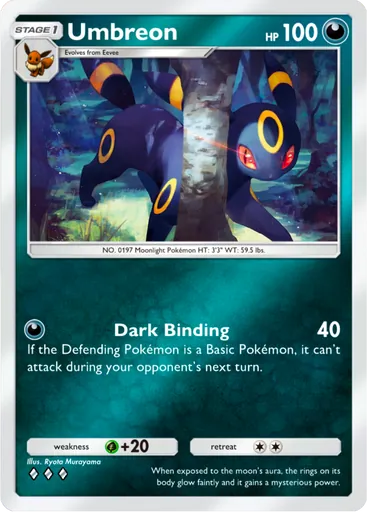 STAGE 1 Umbreon HP 100
Evolves from Eevee
NO. 0197 Moonlight Pokémon HT: 3'3" WT: 59.5 lbs.
Dark Binding 40
If the Defending Pokémon is a Basic Pokémon, it can't
attack during your opponent's next turn.
weakness +20 retreat
Illus. Ryota Murayama
When exposed to the moon's aura, the rings on
its body glow faintly and it gains a mysterious power.